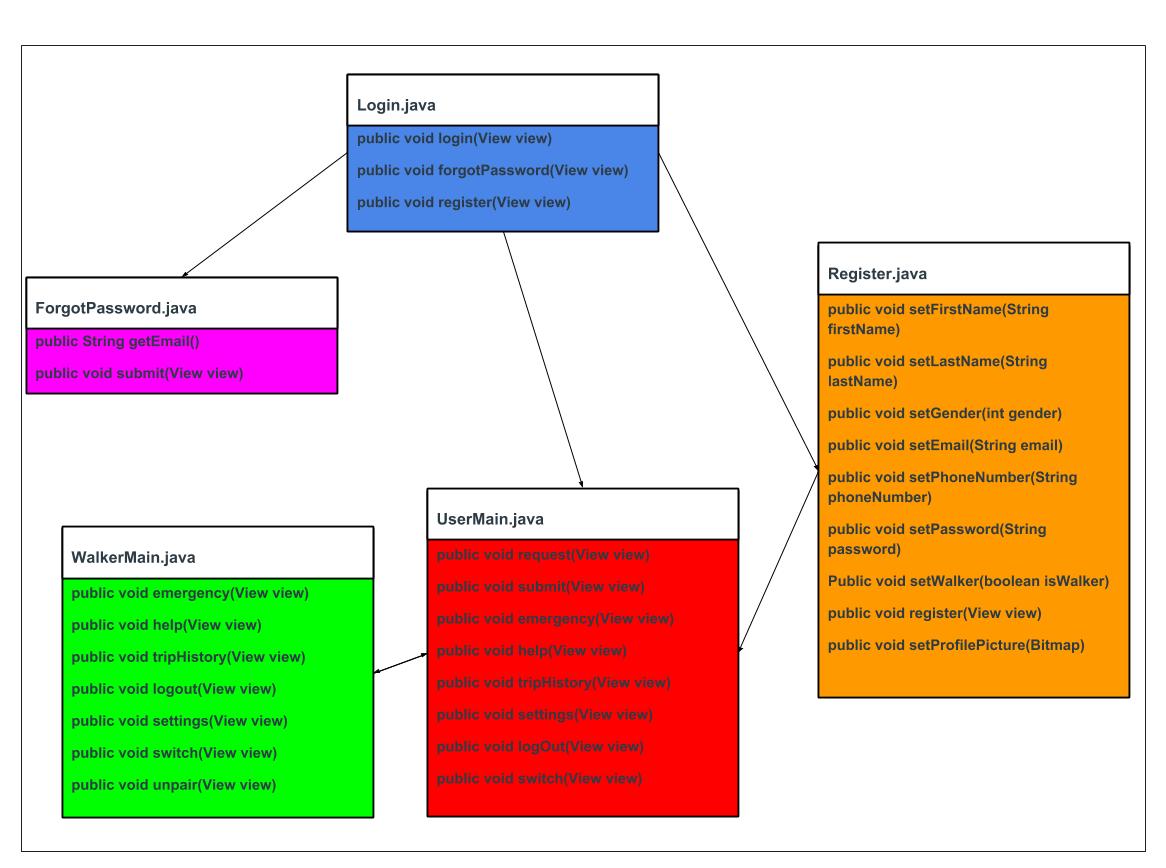 Login.java
public void login(View view)
public void forgotPassword(View view)
public void register(View view)
Register.java
public void setFirstName(String
firstName)
public void setLastName(String
lastName)
public void setGender(int gender)
public void setEmail(String email)
public void setPhoneNumber(String
phoneNumber)
public void setPassword(String
password)
Public void setWalker(boolean isWalker)
public void register(View view)
public void setProfilePicture(Bitmap)
ForgotPassword.java
public String getEmail()
public void submit(View view)
UserMain.java
public void request(View view)
public void submit(View view)
public void emergency(View view)
public void help(View view)
public void tripHistory(View view)
public void settings(View view)
public void logOut(View view)
public void switch(View view)
WalkerMain.java
public void emergency(View view)
public void help(View view)
public void tripHistory(View view)
public void logout(View view)
public void settings(View view)
public void switch(View view)
public void unpair(View view)